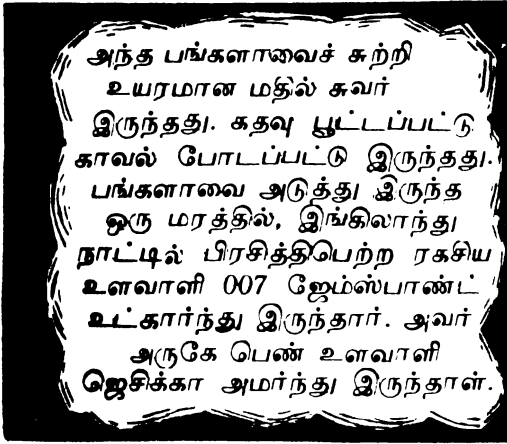 அந்த பங்களாவைச் சுற்றி
உயரமான மதில் சுவர்
இருந்தது. கதவு பூட்டப்பட்டு
காவல் போடப்பட்டு இருந்தது.
பங்களாவை அடுத்து இருந்த
ஒரு மரத்தில், இங்கிலாந்து
நாட்டில் பிரசித்திபெற்ற ரகசிய
உளவாளி 007 ஜேம்ஸ்பாண்ட்
உட்கார்ந்து இருந்தார். அவர்
அருகே பெண் உளவாளி
ஜெசிக்கா அமர்ந்து இருந்தாள்.